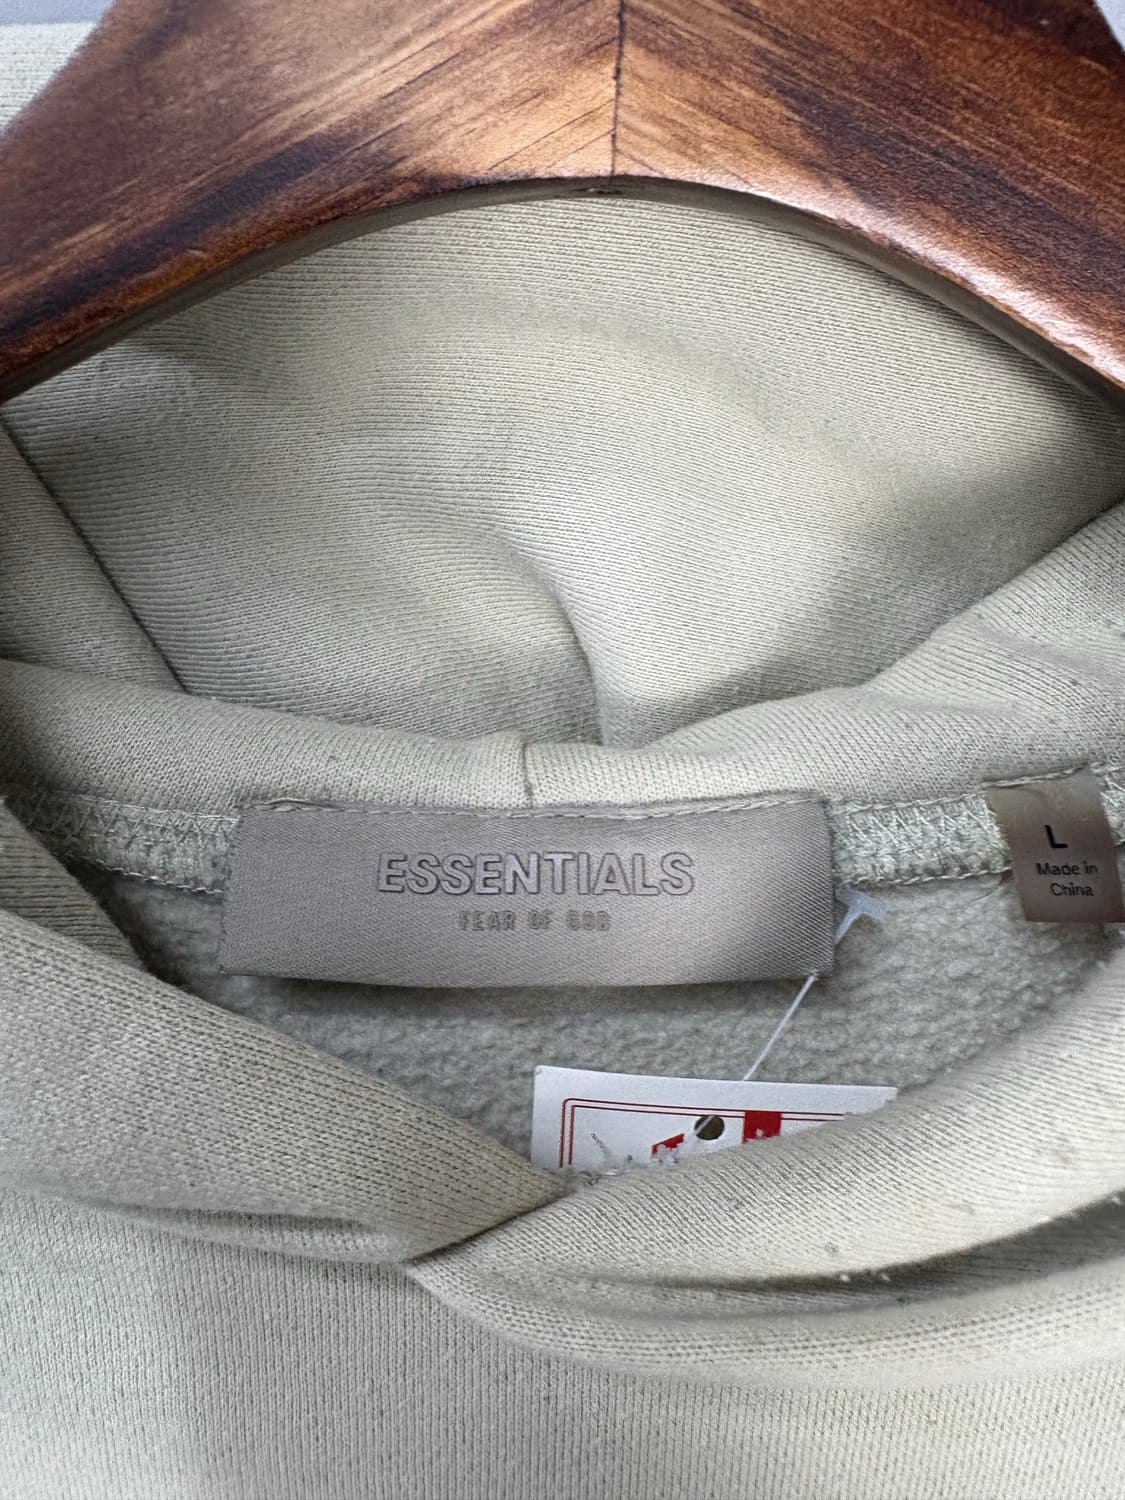 ESSENTIALS
FEAR OF GOD
L
Made in
China